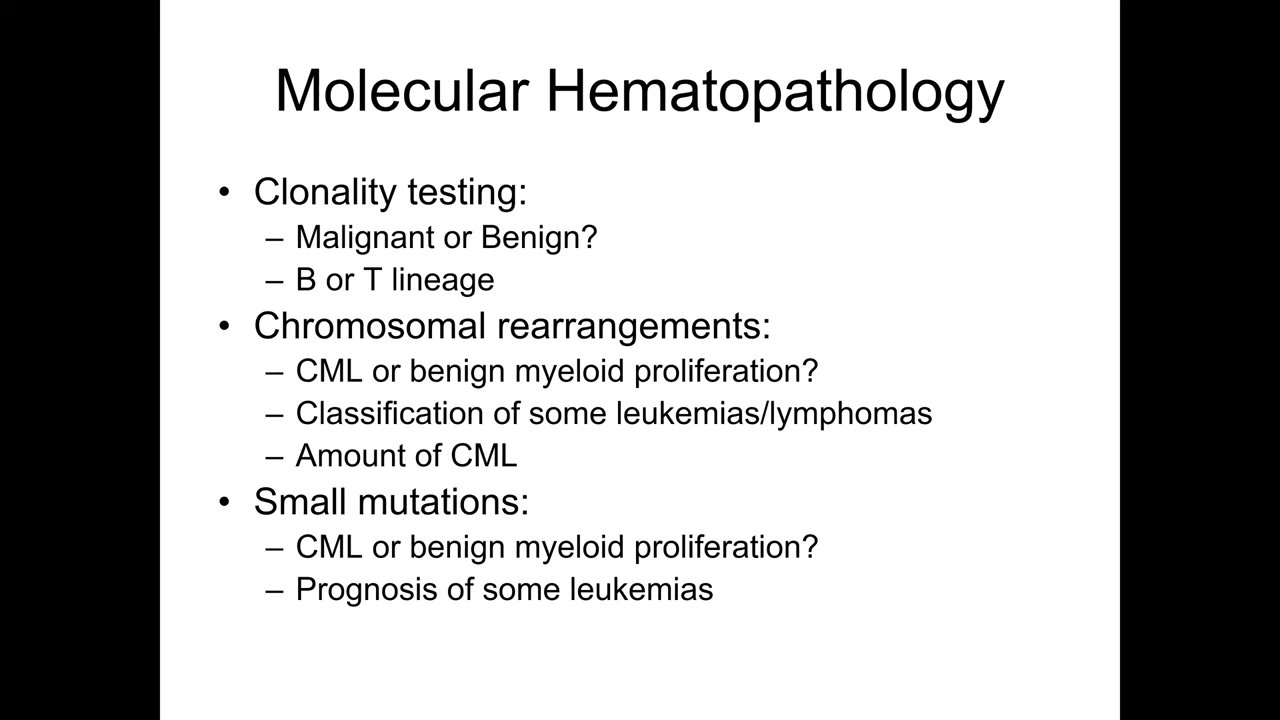 Molecular Hematopathology
• Clonality testing:
– Malignant or Benign?
– B or T lineage
• Chromosomal rearrangements:
– CML or benign myeloid proliferation?
– Classification of some leukemias/lymphomas
– Amount of CML
• Small mutations:
– CML or benign myeloid proliferation?
– Prognosis of some leukemias